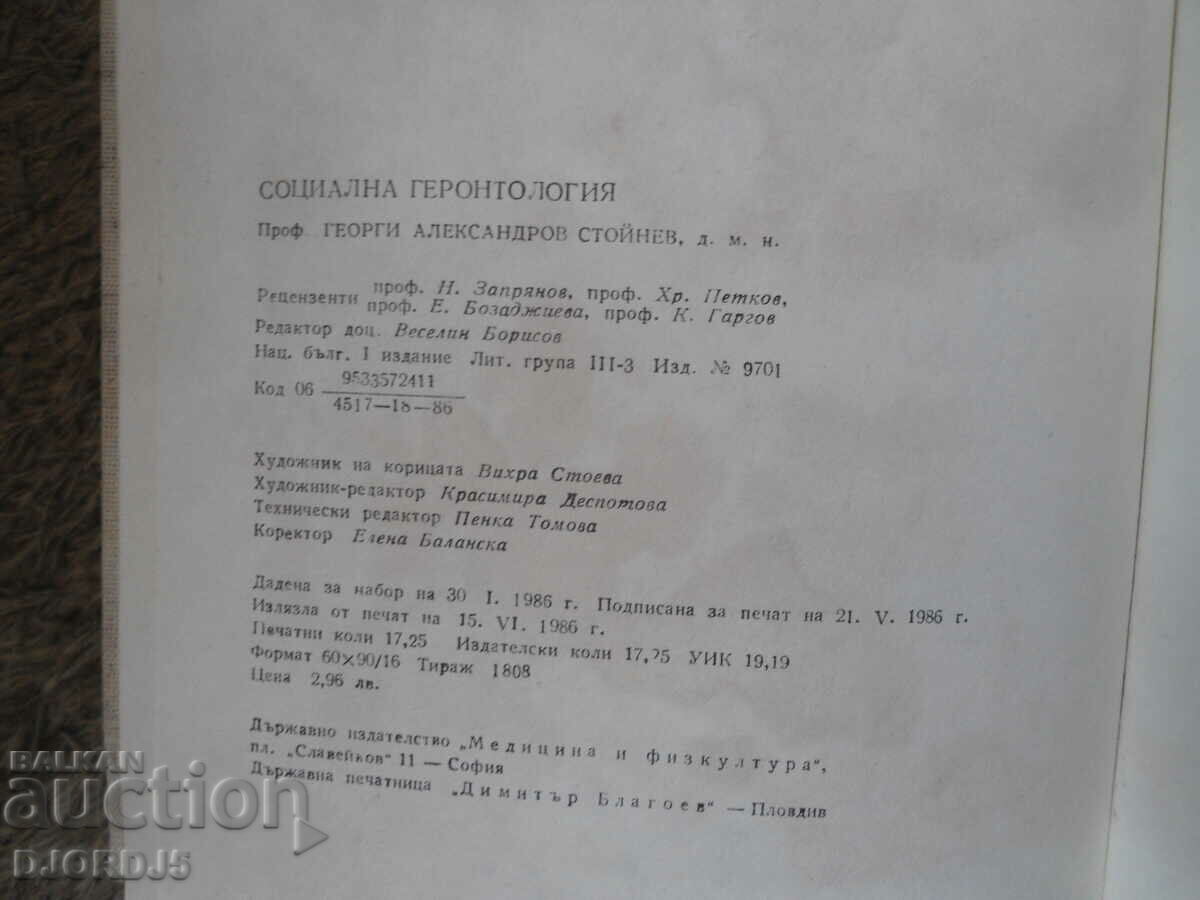 СОЦИАЛНА ГЕРОНТОЛОГИЯ
Проф. ГЕОРГИ АЛЕКСАНДРОВ СТОЙНЕВ, д. м. н.
Рецензенти проф. Н. Запрянов, проф. Хр. Петков,
проф. Е. Бозаджиева, проф. К. Гаргов
Редактор доц. Веселин Борисов
Нац. бълг. I издание Лит. група III-3 Изд. № 9701
Код 06 9533572411
4517—18—86
Художник на корицата Вихра Стоева
Художник-редактор Красимира Деспотова
Технически редактор Пенка Томова
Коректор Елена Баланска
Дадена за набор на 30 I. 1986 г. Подписана за печат на 21. V. 1986 г.
Излязла от печат на 15. VI. 1986 г.
Печатни коли 17,25 Издателски коли 17,25 УИК 19,19
Формат 60×90/16 Тираж 1808
Цена 2,96 лв.
Държавно издателство „Медицина и физкултура“,
пл. „Славейков“ 11 — София
Държавна печатница „Димитър Благоев“ — Пловдив
BALKAN
auction
DJORDJ5